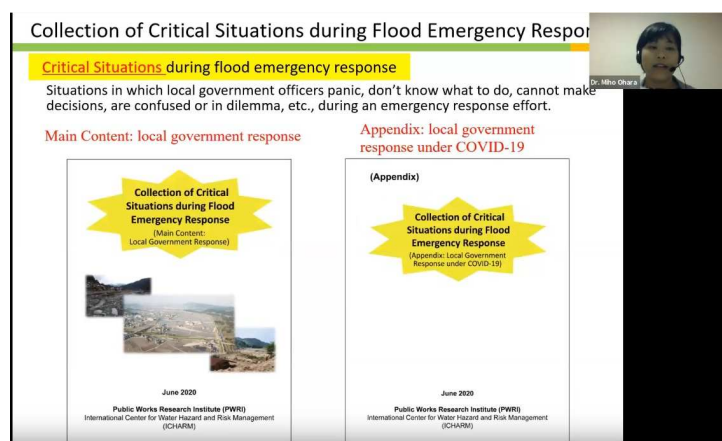 Collection of Critical Situations during Flood Emergency Respor
Dr. Miho Ohara
Critical Situations during flood emergency response
Situations in which local government officers panic, don't know what to do, cannot make
decisions, are confused or in dilemma, etc., during an emergency response effort.
Main Content: local government response
Appendix: local government
response under COVID-19
Collection of Critical
Situations during Flood
Emergency Response
(Main Content:
Local Government Response)
June 2020
Public Works Research Institute (PWRI)
International Center for Water Hazard and Risk Management
(ICHARM)
(Appendix)
Collection of Critical
Situations during Flood
Emergency Response
(Appendix: Local Government
Response under COVID-19)
June 2020
Public Works Research Institute (PWRI)
International Center for Water Hazard and Risk Management
(ICHARM)